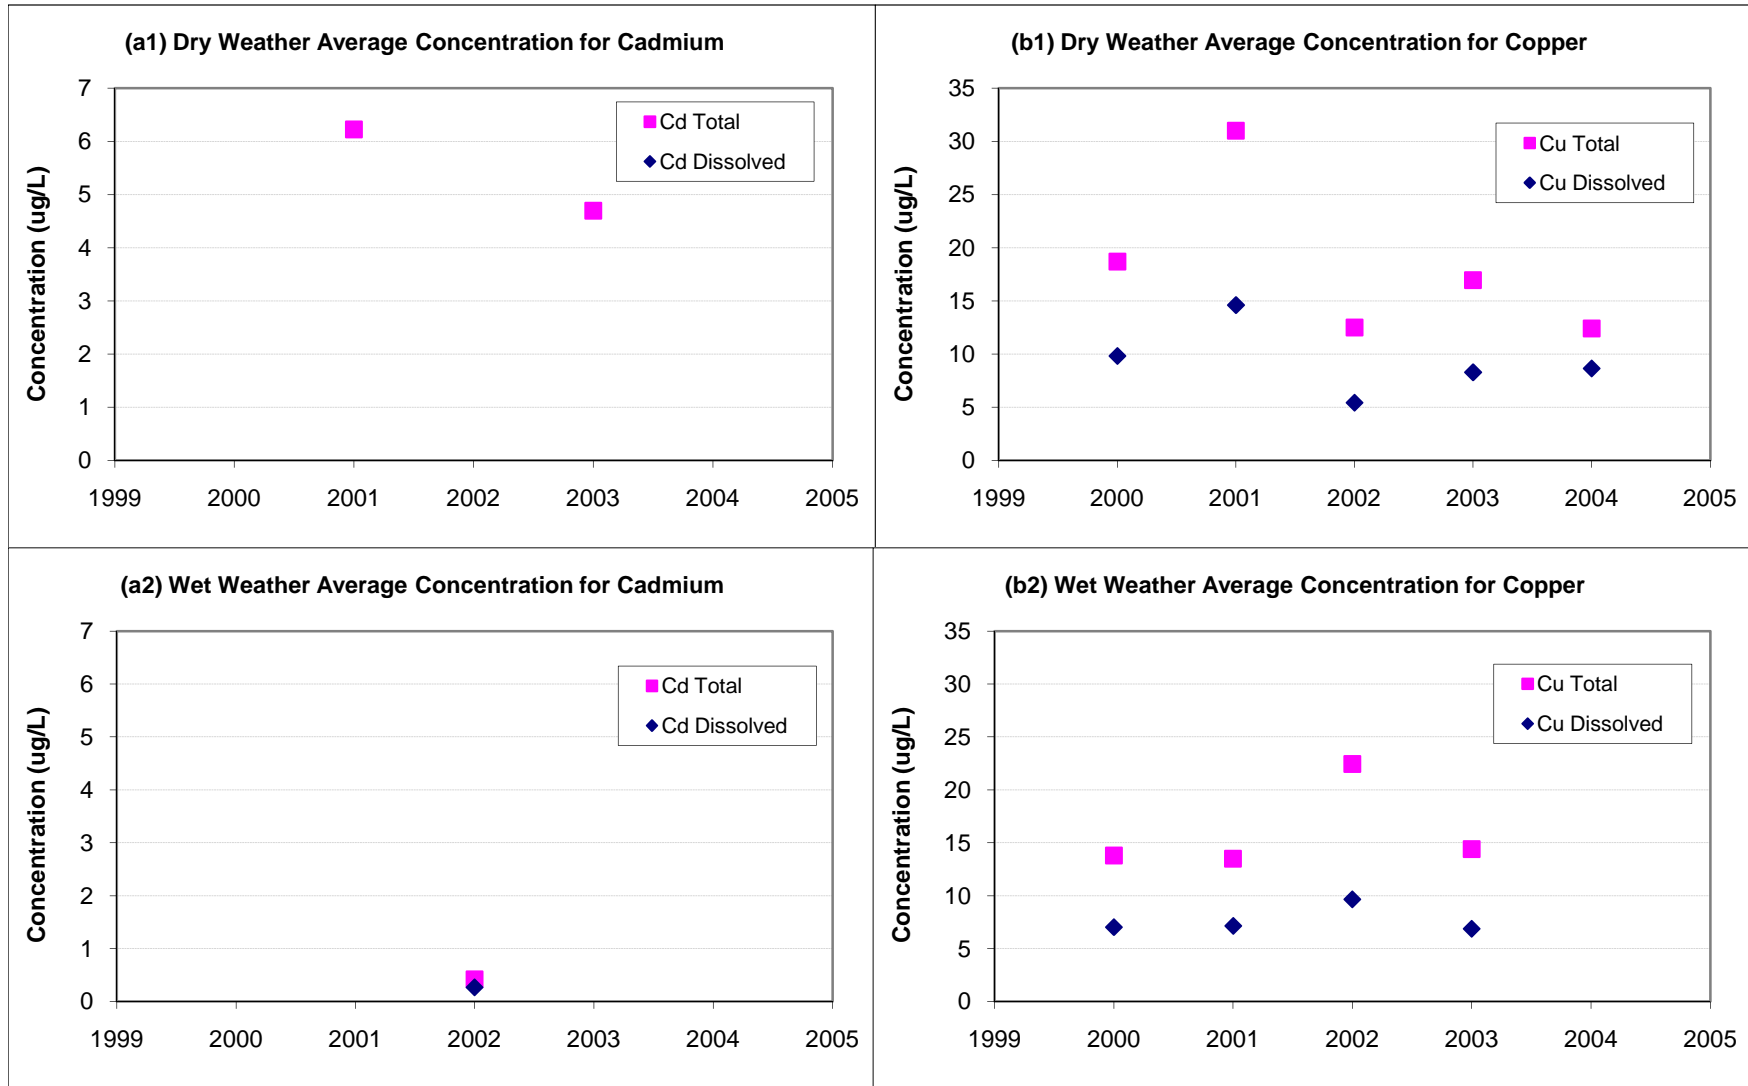 (a1) Dry Weather Average Concentration for Cadmium
7
6
5
4
3
2
1
0
Concentration (ug/L)
Cd Total
Cd Dissolved
1999 2000 2001 2002 2003 2004 2005
(b1) Dry Weather Average Concentration for Copper
35
30
25
20
15
10
5
0
Concentration (ug/L)
Cu Total
Cu Dissolved
1999 2000 2001 2002 2003 2004 2005
(a2) Wet Weather Average Concentration for Cadmium
7
6
5
4
3
2
1
0
Concentration (ug/L)
Cd Total
Cd Dissolved
1999 2000 2001 2002 2003 2004 2005
(b2) Wet Weather Average Concentration for Copper
35
30
25
20
15
10
5
0
Concentration (ug/L)
Cu Total
Cu Dissolved
1999 2000 2001 2002 2003 2004 2005